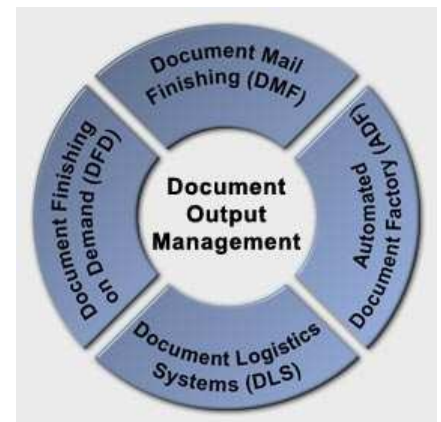 Document Mail
Finishing (DMF)
Automated
Document Factory (ADF)
Document Logistics
Systems (DLS)
Document Finishing
on Demand (DFD)
Document
Output
Management